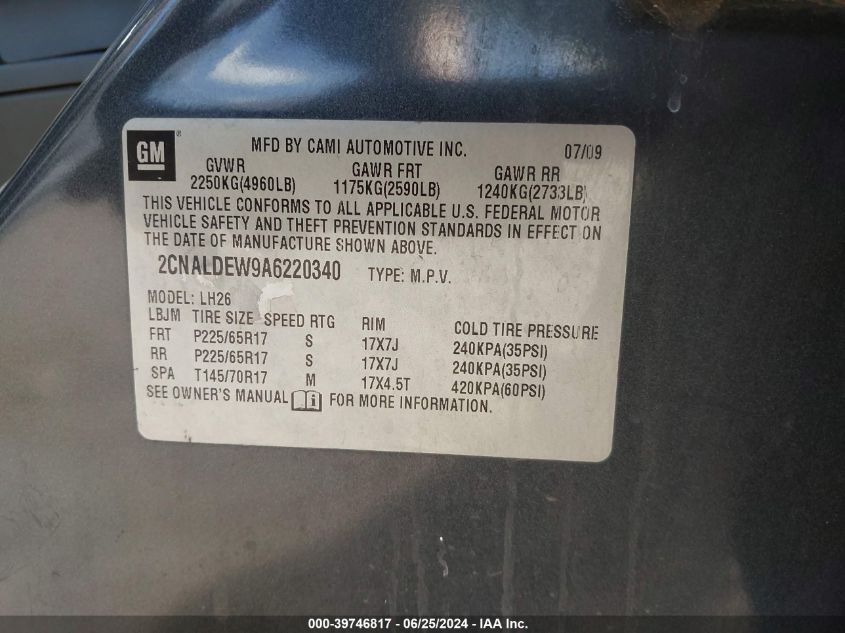 GM ®
MFD BY CAMI AUTOMOTIVE INC. 07/09
GVWR GAWR FRT GAWR RR
2250KG(4960LB) 1175KG(2590LB) 1240KG(2733LB)
THIS VEHICLE CONFORMS TO ALL APPLICABLE U.S. FEDERAL MOTOR
VEHICLE SAFETY AND THEFT PREVENTION STANDARDS IN EFFECT ON
THE DATE OF MANUFACTURE SHOWN ABOVE.
2CNALDEW9A6220340 TYPE: M.P.V.
MODEL: LH26
LBJM TIRE SIZE SPEED RTG RIM COLD TIRE PRESSURE
FRT P225/65R17 S 17X7J 240KPA(35PSI)
RR P225/65R17 S 17X7J 240KPA(35PSI)
SPA T145/70R17 M 17X4.5T 420KPA(60PSI)
SEE OWNER'S MANUAL i FOR MORE INFORMATION.
000-39746817 - 06/25/2024 - IAA Inc.